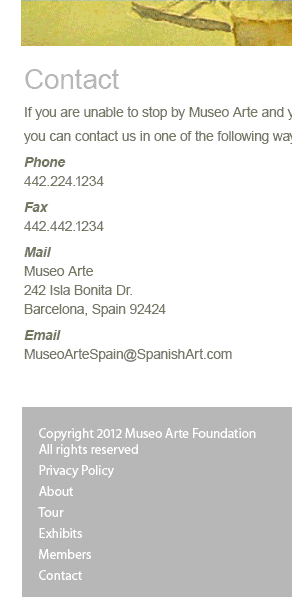 Contact
If you are unable to stop by Museo Arte and
you can contact us in one of the following
Phone
442.224.1234
Fax
442.442.1234
Mail
Museo Arte
242 Isla Bonita Dr.
Barcelona, Spain 92424
Email
MuseoArteSpain@SpanishArt.com
Copyright 2012 Museo Arte Foundation
All rights reserved
Privacy Policy
About
Tour
Exhibits
Members
Contact